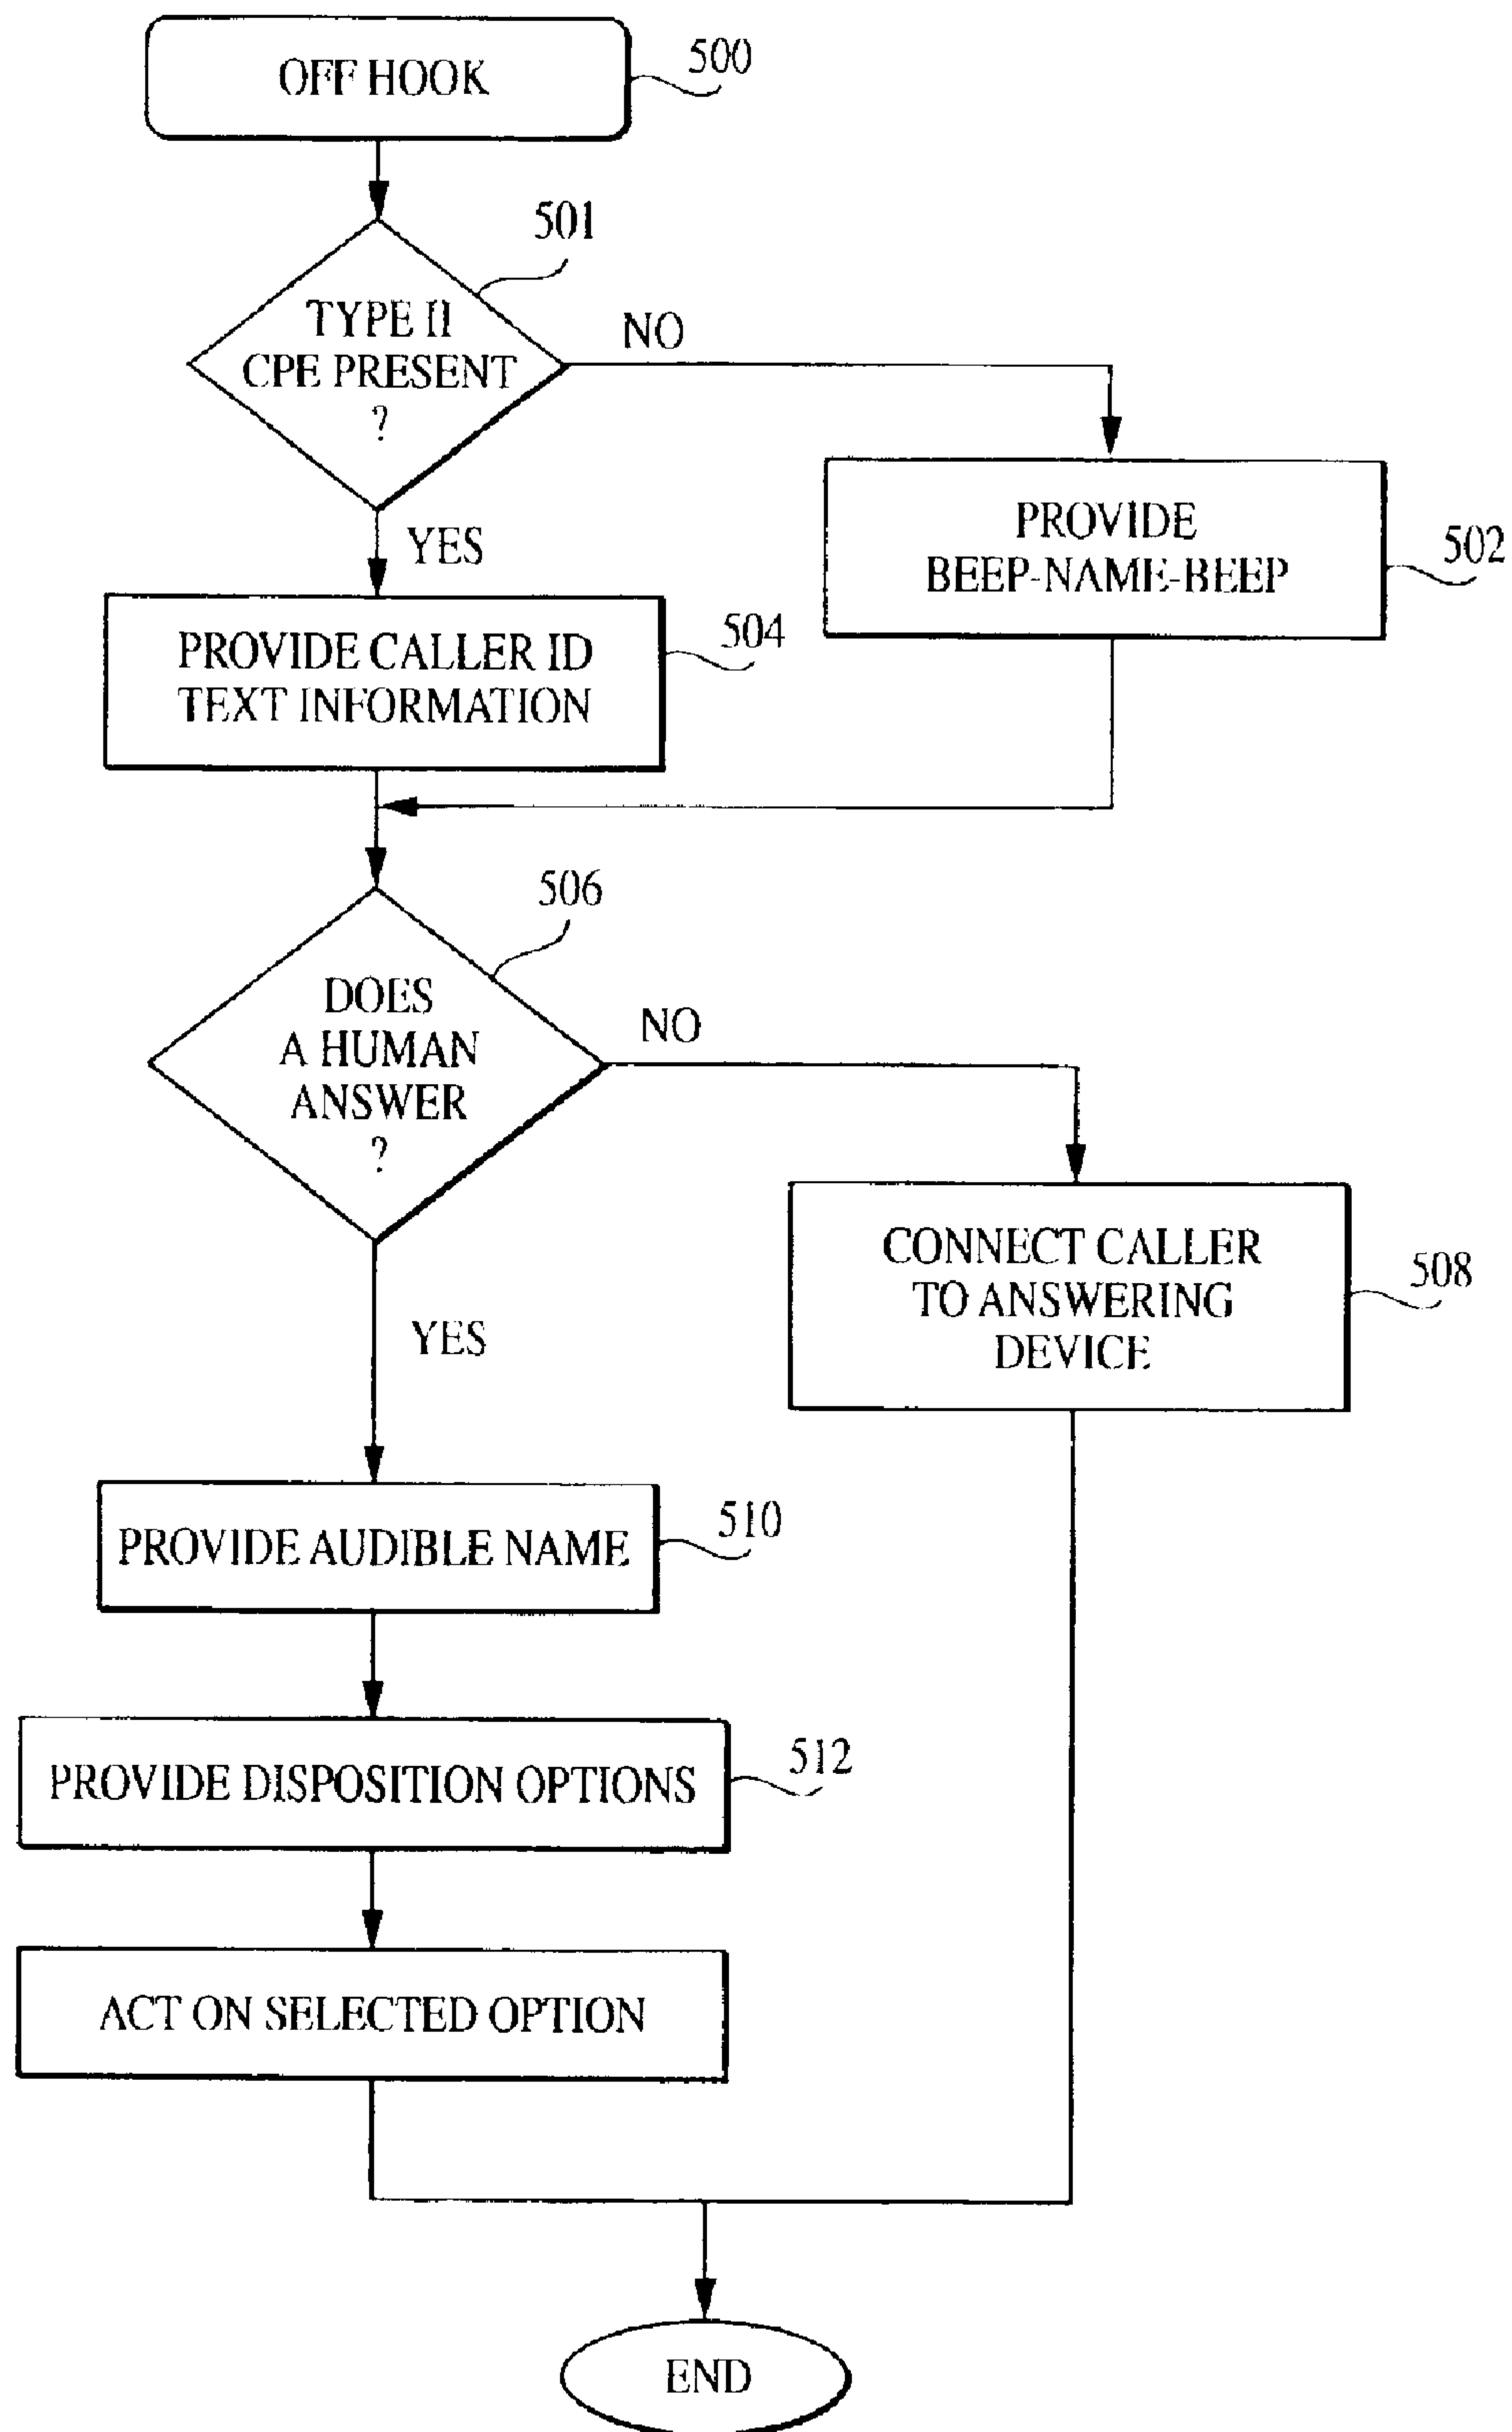 OFF HOOK
500
501
TYPE II
CPE PRESENT
?
NO
YES
PROVIDE
BEEP-NAME-BEEP
502
PROVIDE CALLER ID
TEXT INFORMATION
504
506
DOES
A HUMAN
ANSWER
?
NO
YES
CONNECT CALLER
TO ANSWERING
DEVICE
508
PROVIDE AUDIBLE NAME
510
PROVIDE DISPOSITION OPTIONS
512
ACT ON SELECTED OPTION
END